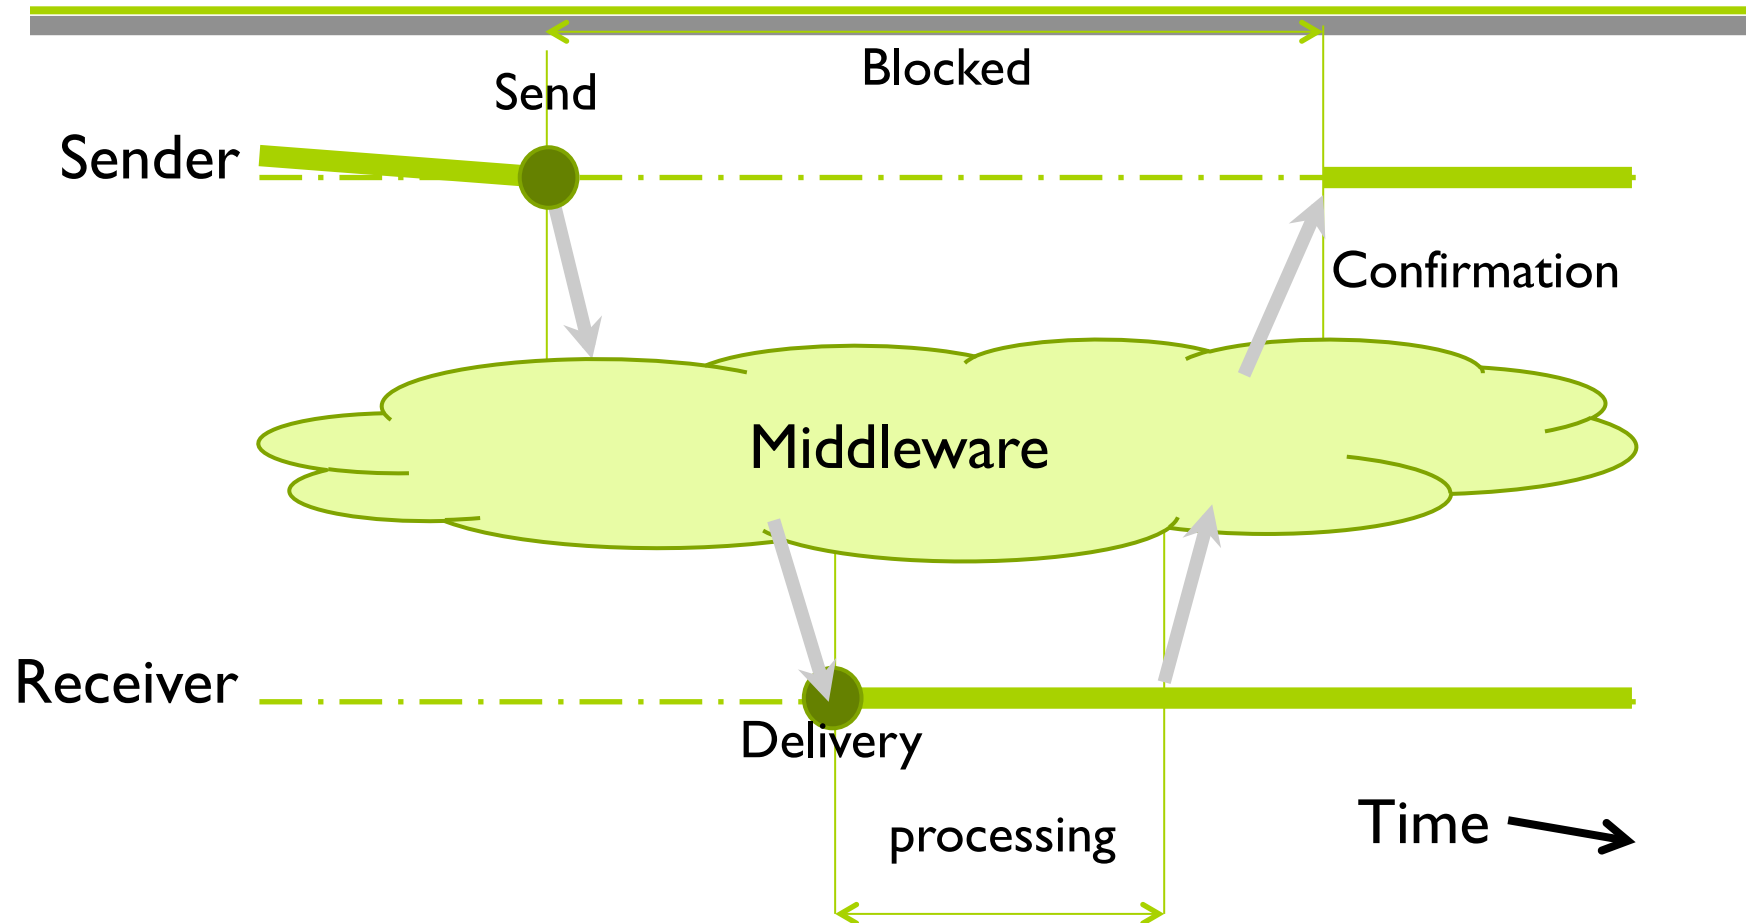 Blocked
Send
Sender
Confirmation
Middleware
Receiver
Delivery
Time
processing